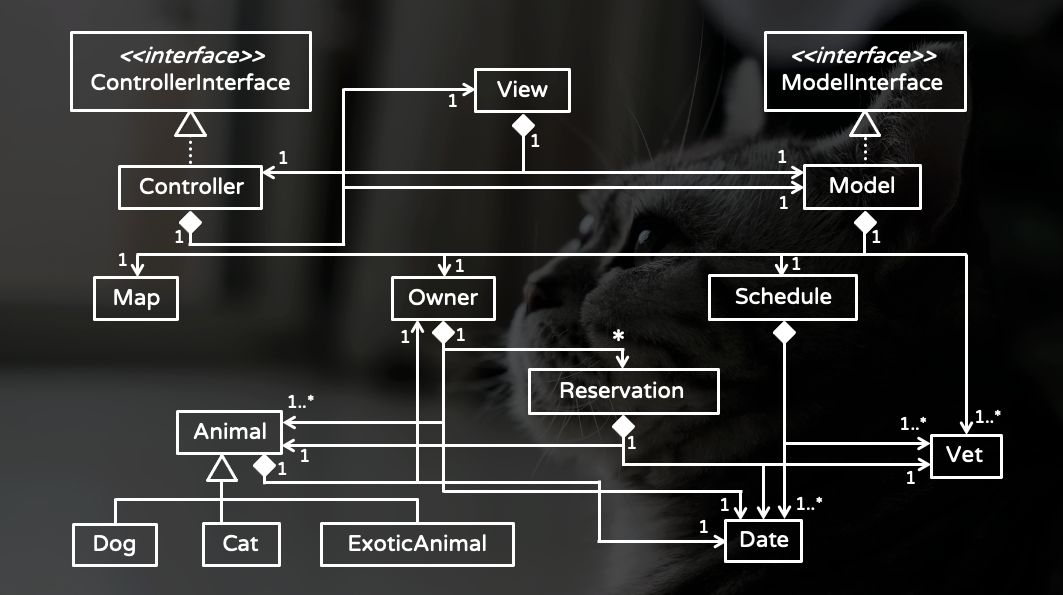 <<interface>>
ControllerInterface
<<interface>>
ModelInterface
View
1
1
1
1
Controller
Model
1
1
1
1
1
1
Map
Owner
Schedule
1
1
*
Reservation
1..*
1..*
1..*
Animal
1
1
Vet
1
1
1
1..*
1
Dog
Cat
ExoticAnimal
Date